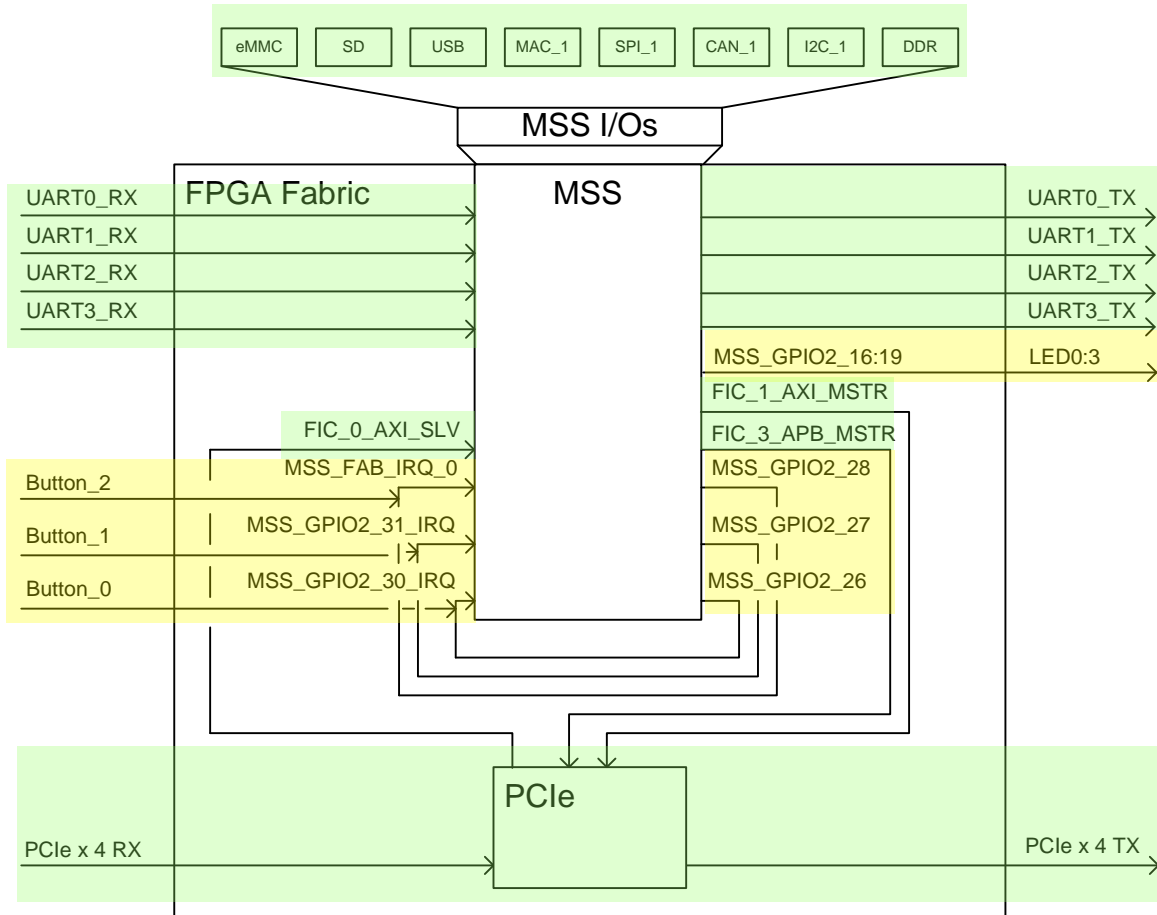 eMMC SD USB MAC_1 SPI_1 CAN_1 I2C_1 DDR
MSS I/Os
FPGA Fabric MSS
UART0_RX UART0_TX
UART1_RX UART1_TX
UART2_RX UART2_TX
UART3_RX UART3_TX
MSS_GPIO2_16:19 LED0:3
FIC_1_AXI_MSTR
FIC_0_AXI_SLV FIC_3_APB_MSTR
Button_2 MSS_FAB_IRQ_0 MSS_GPIO2_28
Button_1 MSS_GPIO2_31_IRQ MSS_GPIO2_27
Button_0 MSS_GPIO2_30_IRQ MSS_GPIO2_26
PCIe
PCIe x 4 RX PCIe x 4 TX